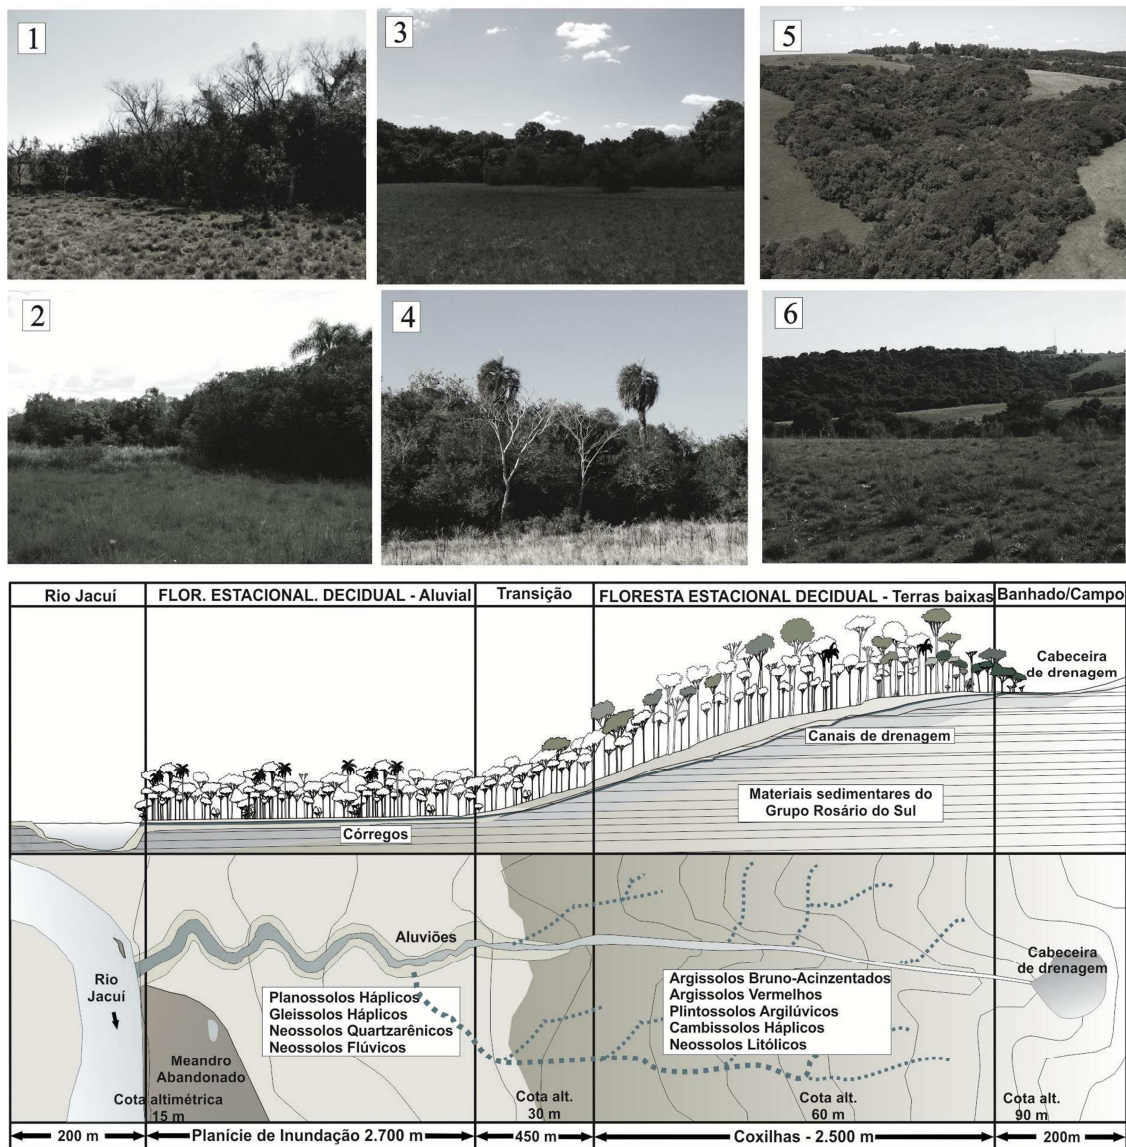 1
3
5
2
4
6
Rio Jacuí
FLOR. ESTACIONAL. DECIDUAL - Aluvial
Transição
FLORESTA ESTACIONAL DECIDUAL - Terras baixas
Banhado/Campo
Cabeceira
de drenagem
Canais de drenagem
Materiais sedimentares do
Grupo Rosário do Sul
Córregos
Aluviões
Rio
Jacuí
Planossolos Háplicos
Gleissolos Háplicos
Neossolos Quartzarênicos
Neossolos Flúvicos
Argissolos Bruno-Acinzentados
Argissolos Vermelhos
Plintossolos Argilúvicos
Cambissolos Háplicos
Neossolos Litólicos
Cabeceira
de drenagem
Meandro
Abandonado
Cota altimétrica
15 m
Cota alt.
30 m
Cota alt.
60 m
Cota alt.
90 m
200 m
Planície de Inundação 2.700 m
450 m
Coxilhas - 2.500 m
200m